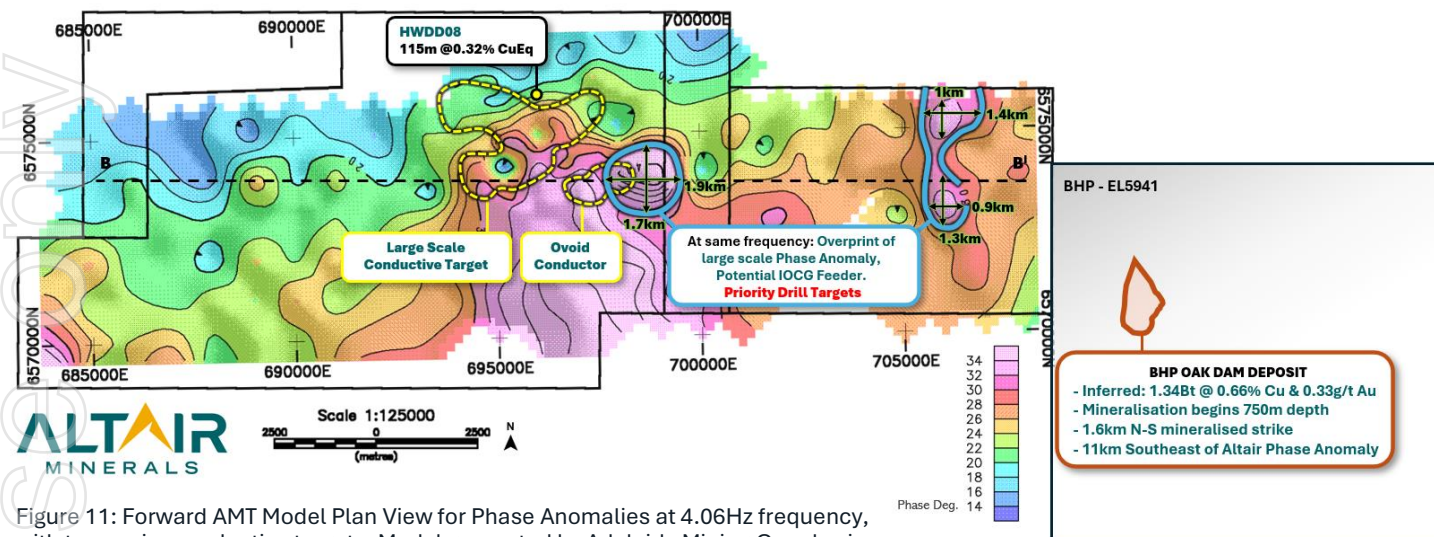 685000E
690000E
700000E
HWDD08
115m @0.32% CuEq
20
20
1km
1.4km
6575000N
6575000N
B
B'
1.9km
1.7km
0.9km
1.3km
Large Scale
Conductive Target
Ovoid
Conductor
At same frequency: Overprint of
large scale Phase Anomaly,
Potential IOCG Feeder.
Priority Drill Targets
BHP - EL5941
BHP OAK DAM DEPOSIT
- Inferred: 1.34Bt @ 0.66% Cu & 0.33g/t Au
- Mineralisation begins 750m depth
- 1.6km N-S mineralised strike
- 11km Southeast of Altair Phase Anomaly
6570000N
6570000N
685000E
690000E
695000E
700000E
705000E
34
32
30
28
26
24
22
20
18
16
Phase Deg. 14
ALTAIR
MINERALS
Scale 1:125000
2500 0 2500
(metres)
N
Figure 11: Forward AMT Model Plan View for Phase Anomalies at 4.06Hz frequency,
se only